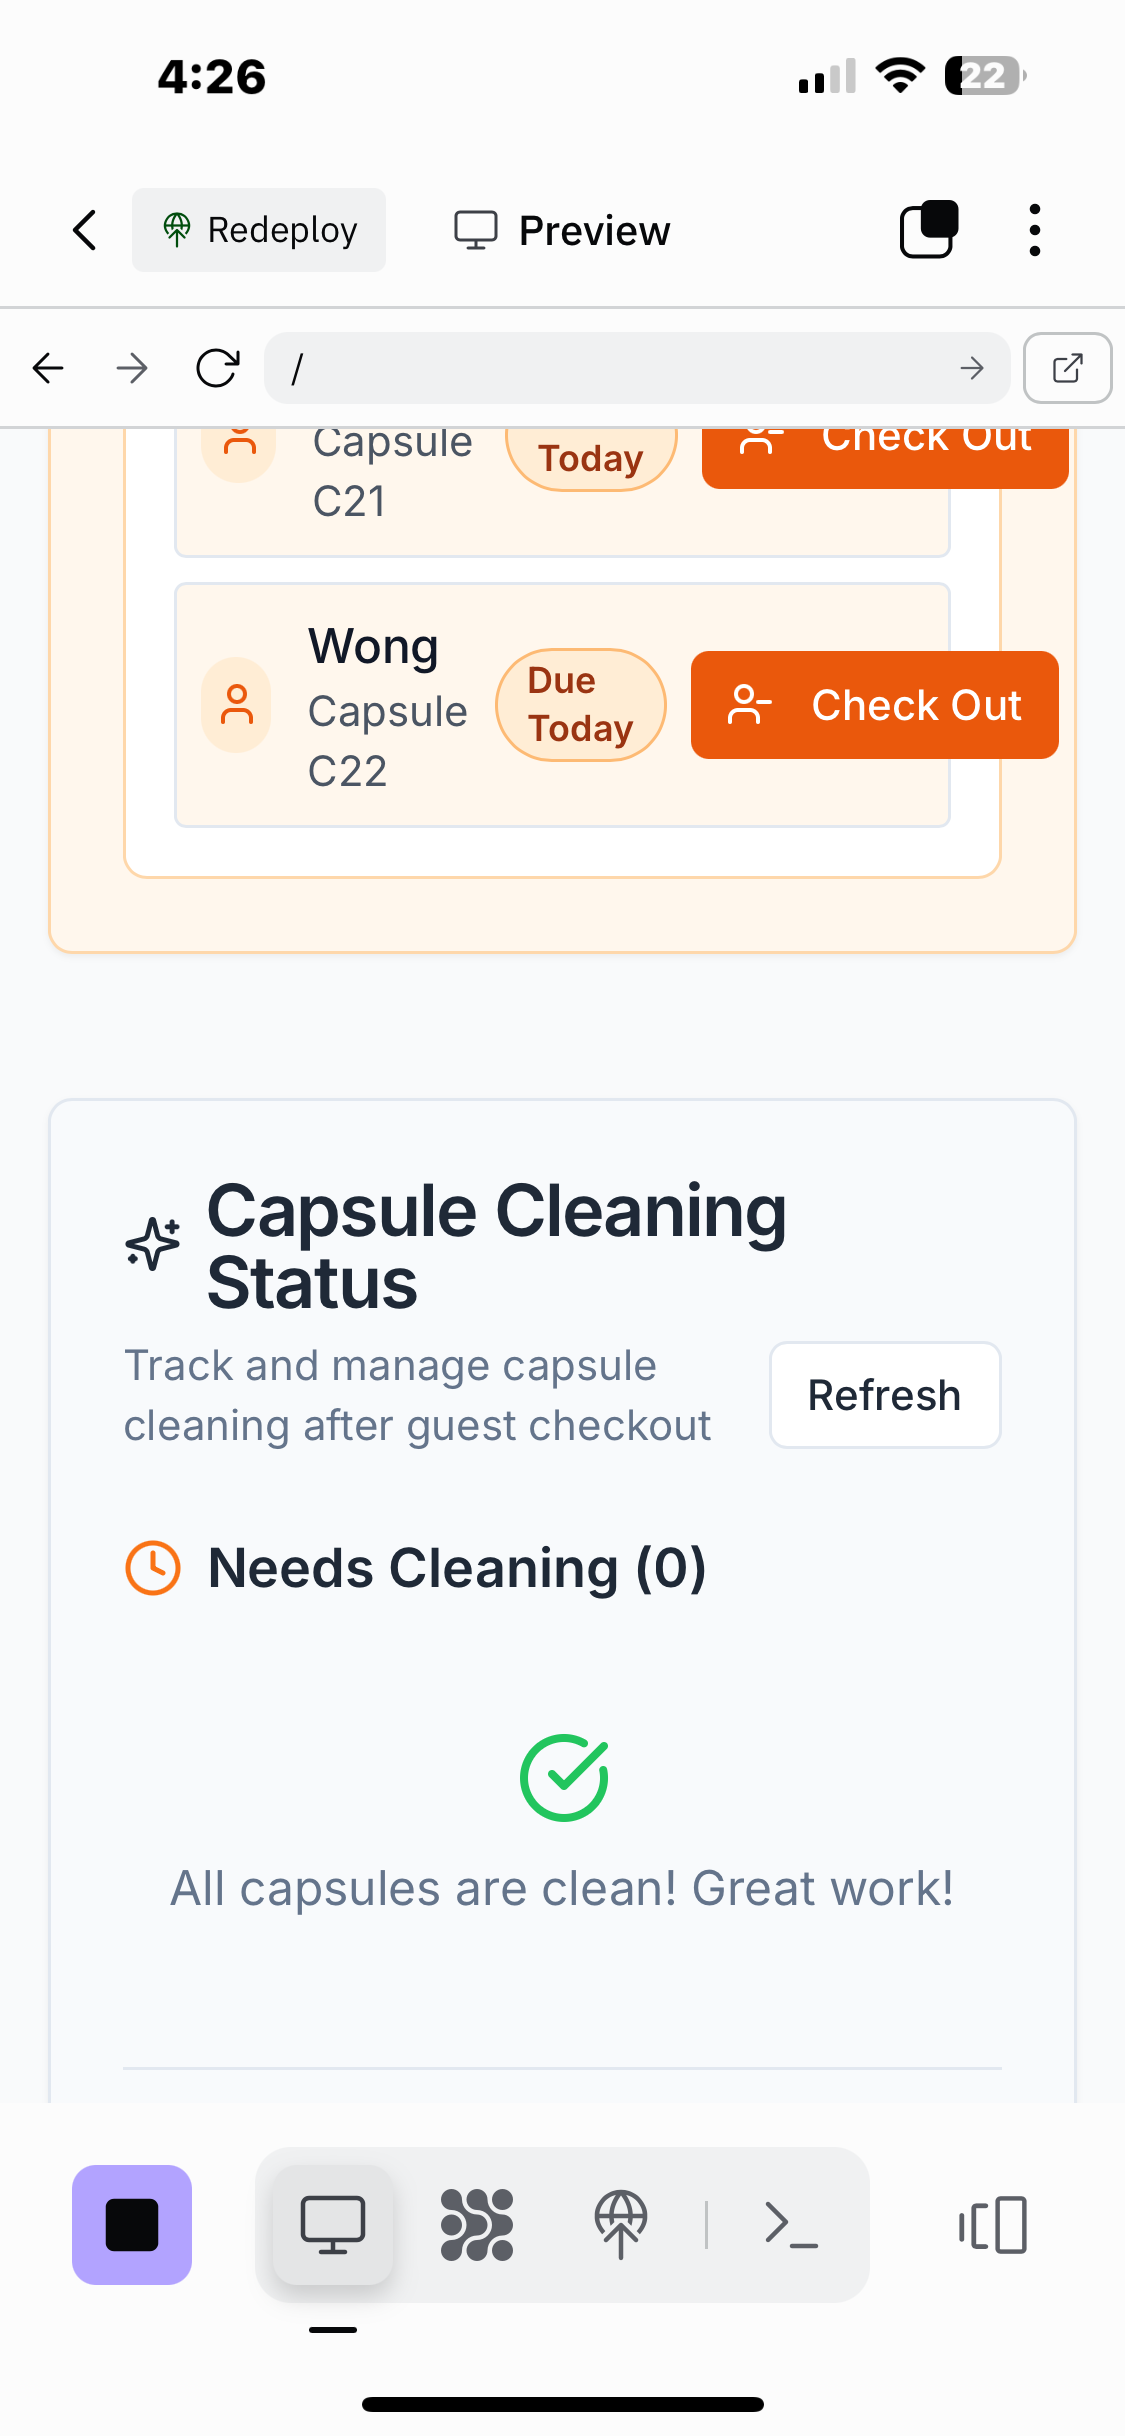 4:26
22
Redeploy
Preview
/
Capsule
C21
Today
Check Out
Wong
Capsule
C22
Due
Today
Check Out
Capsule Cleaning
Status
Track and manage capsule
cleaning after guest checkout
Refresh
Needs Cleaning (0)
All capsules are clean! Great work!